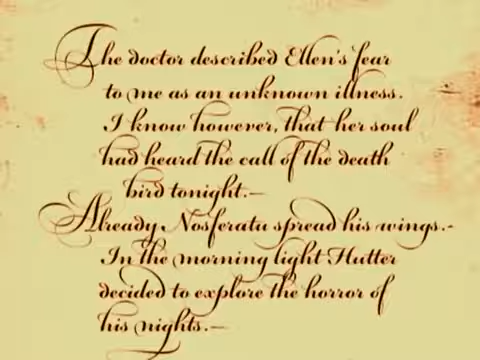 The doctor described Ellen's fear
to me as an unknown illness.
I know however, that her soul
had heard the call of the death
bird tonight.—
Already Nosferatu spread his wings.-
In the morning light Hutter
decided to explore the horror of
his nights.—